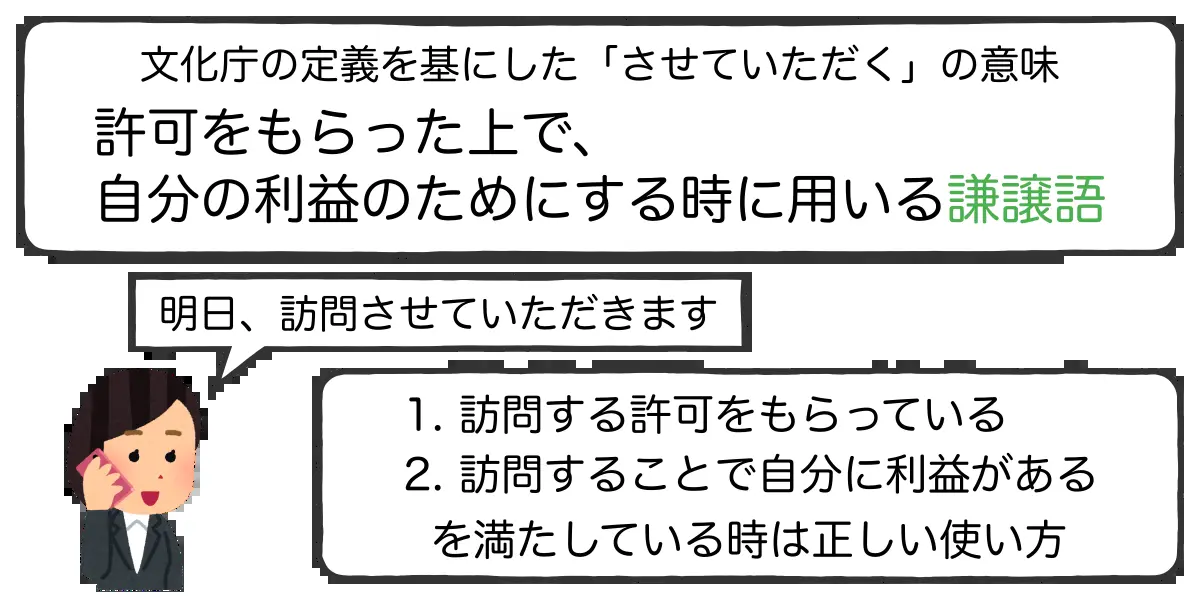 文化庁の定義を基にした「させていただく」の意味
許可をもらった上で、
自分の利益のためにする時に用いる謙譲語
明日、訪問させていただきます
1. 訪問する許可をもらっている
2. 訪問することで自分に利益がある
を満たしている時は正しい使い方